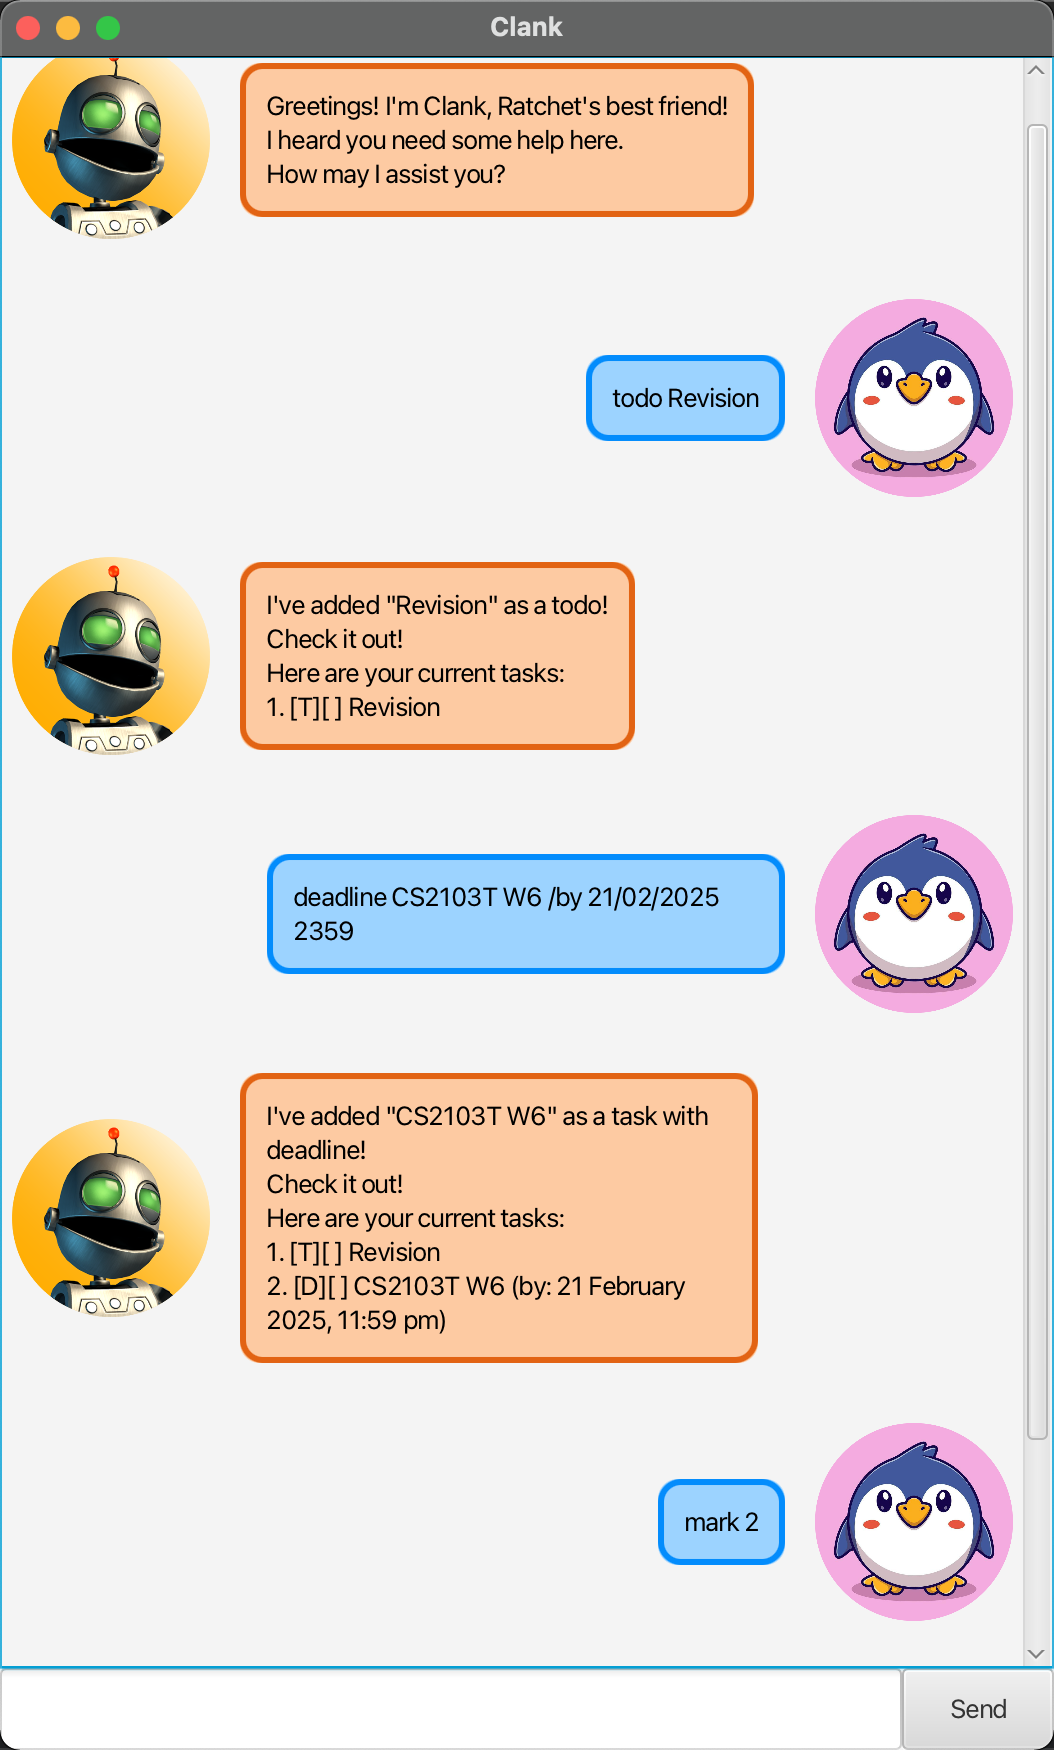 Clank
Greetings! I'm Clank, Ratchet's best friend!
I heard you need some help here.
How may I assist you?
todo Revision
I've added "Revision" as a todo!
Check it out!
Here are your current tasks:
1. [T][ ] Revision
deadline CS2103T W6 /by 21/02/2025
2359
I've added "CS2103T W6" as a task with
deadline!
Check it out!
Here are your current tasks:
1. [T][ ] Revision
2. [D][ ] CS2103T W6 (by: 21 February
2025, 11:59 pm)
mark 2
Send